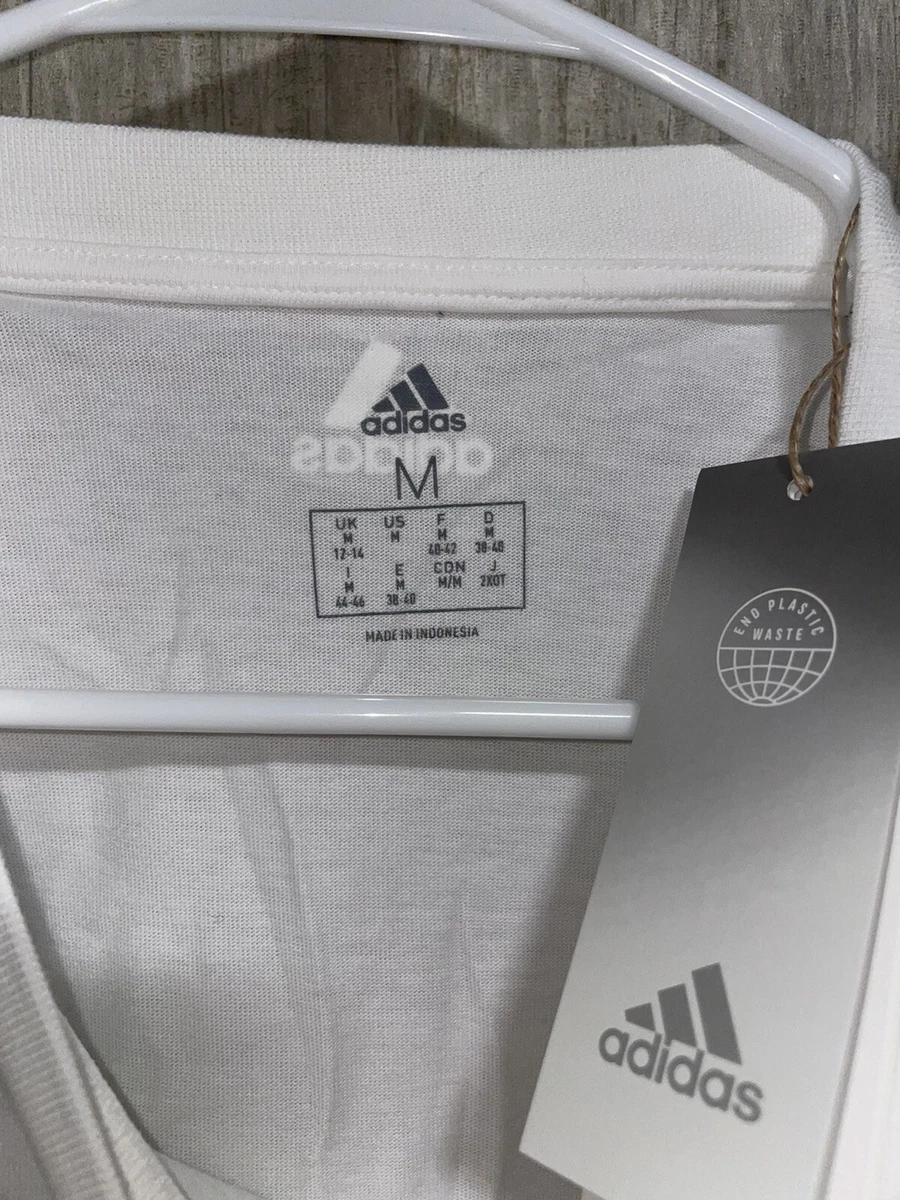 adidas
adidas
M
UK US F D
M M M M
12-14 40-42 38-40
I E CDN J
M M M/M 2XOT
44-46 38-40
MADE IN INDONESIA
END PLASTIC
WASTE
adidas